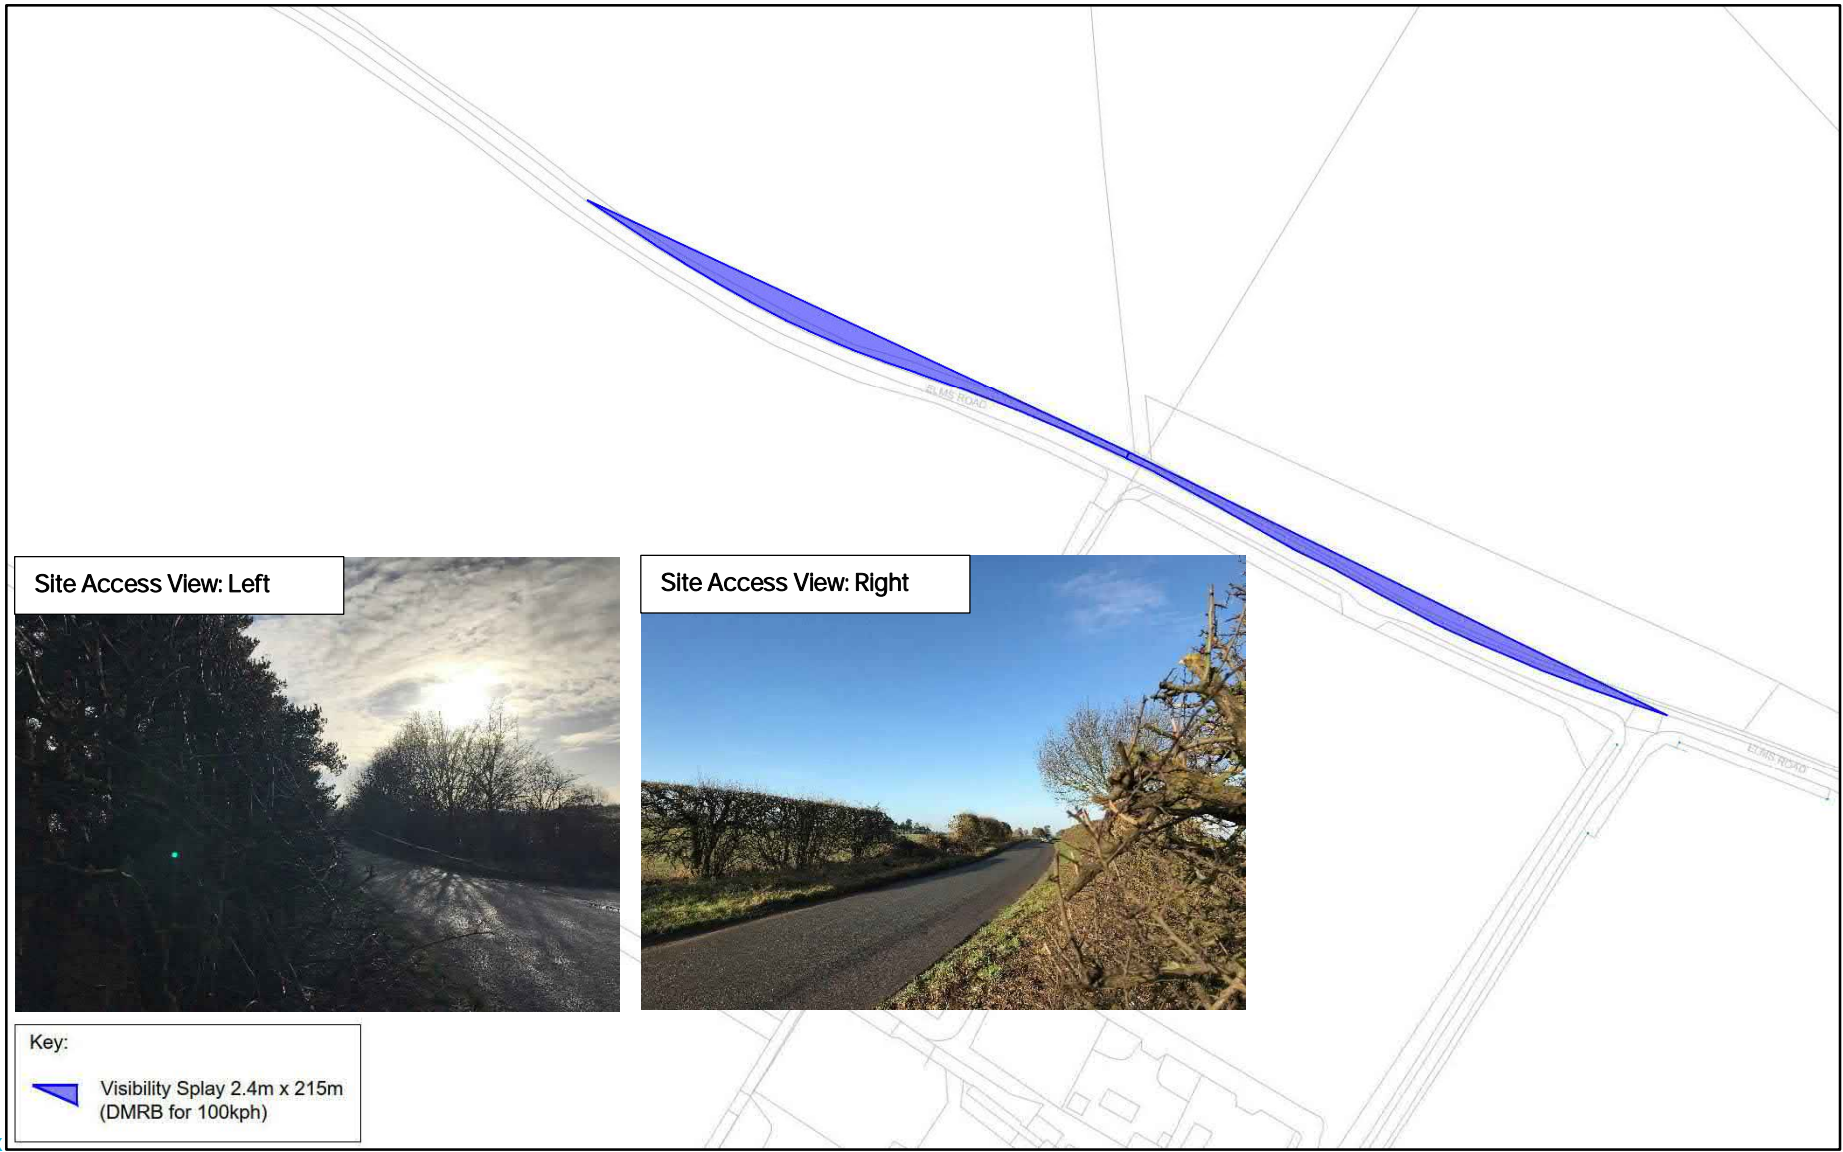 ELMS ROAD
Site Access View: Left
Site Access View: Right
ELMS ROAD
Key:
Visibility Splay 2.4m x 215m
(DMRB for 100kph)